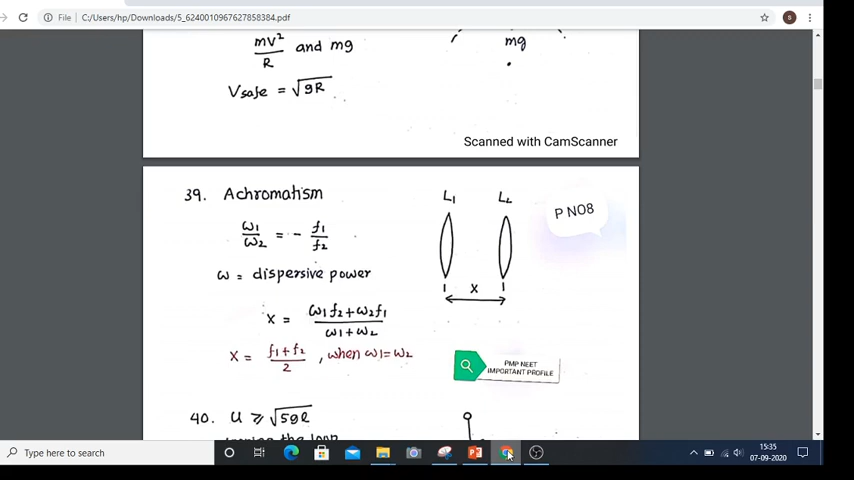 File | C:/Users/hp/Downloads/5_6240010967627858384.pdf
S
mv²/R and mg
mg
Vsafe = √gR
Scanned with CamScanner
39. Achromatism
L₁ L₂
P NO8
ω₁/ω₂ = - f₁/f₂
ω = dispersive power
x
x = ω₁f₂+ω₂f₁/ω₁+ω₂
x = f₁+f₂/2 , when ω₁=ω₂
PMP NEET
IMPORTANT PROFILE
40. u ⩾ √5gl
Type here to search
15:35
07-09-2020